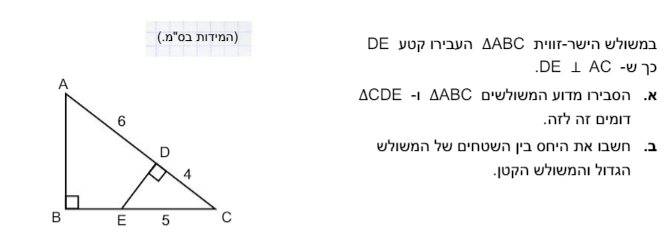 (המידות בס"מ.)
במשולש הישר-זווית ΔABC העבירו קטע DE
כך ש- DE ⊥ AC.
א. הסבירו מדוע המשולשים ΔABC ו- ΔCDE
דומים זה לזה.
ב. חשבו את היחס בין השטחים של המשולש
הגדול והמשולש הקטן.
A
6
D
4
B
E
5
C